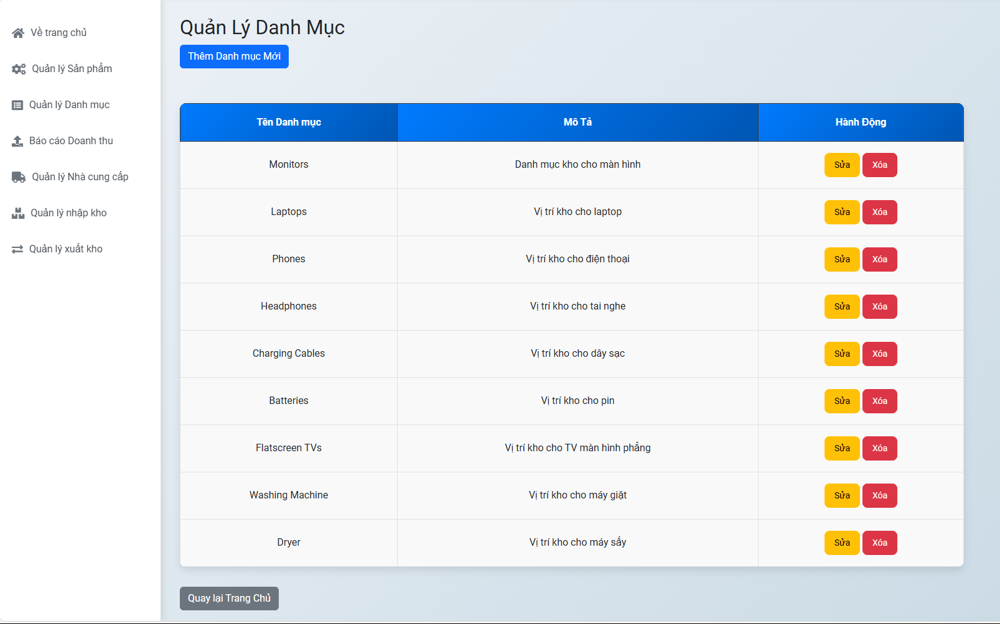 Về trang chủ
Quản lý Sản phẩm
Quản lý Danh mục
Báo cáo Doanh thu
Quản lý Nhà cung cấp
Quản lý nhập kho
Quản lý xuất kho
Quản Lý Danh Mục
Thêm Danh mục Mới
Tên Danh mục Mô Tả Hành Động
Monitors Danh mục kho cho màn hình Sửa Xóa
Laptops Vị trí kho cho laptop Sửa Xóa
Phones Vị trí kho cho điện thoại Sửa Xóa
Headphones Vị trí kho cho tai nghe Sửa Xóa
Charging Cables Vị trí kho cho dây sạc Sửa Xóa
Batteries Vị trí kho cho pin Sửa Xóa
Flatscreen TVs Vị trí kho cho TV màn hình phẳng Sửa Xóa
Washing Machine Vị trí kho cho máy giặt Sửa Xóa
Dryer Vị trí kho cho máy sấy Sửa Xóa
Quay lại Trang Chủ